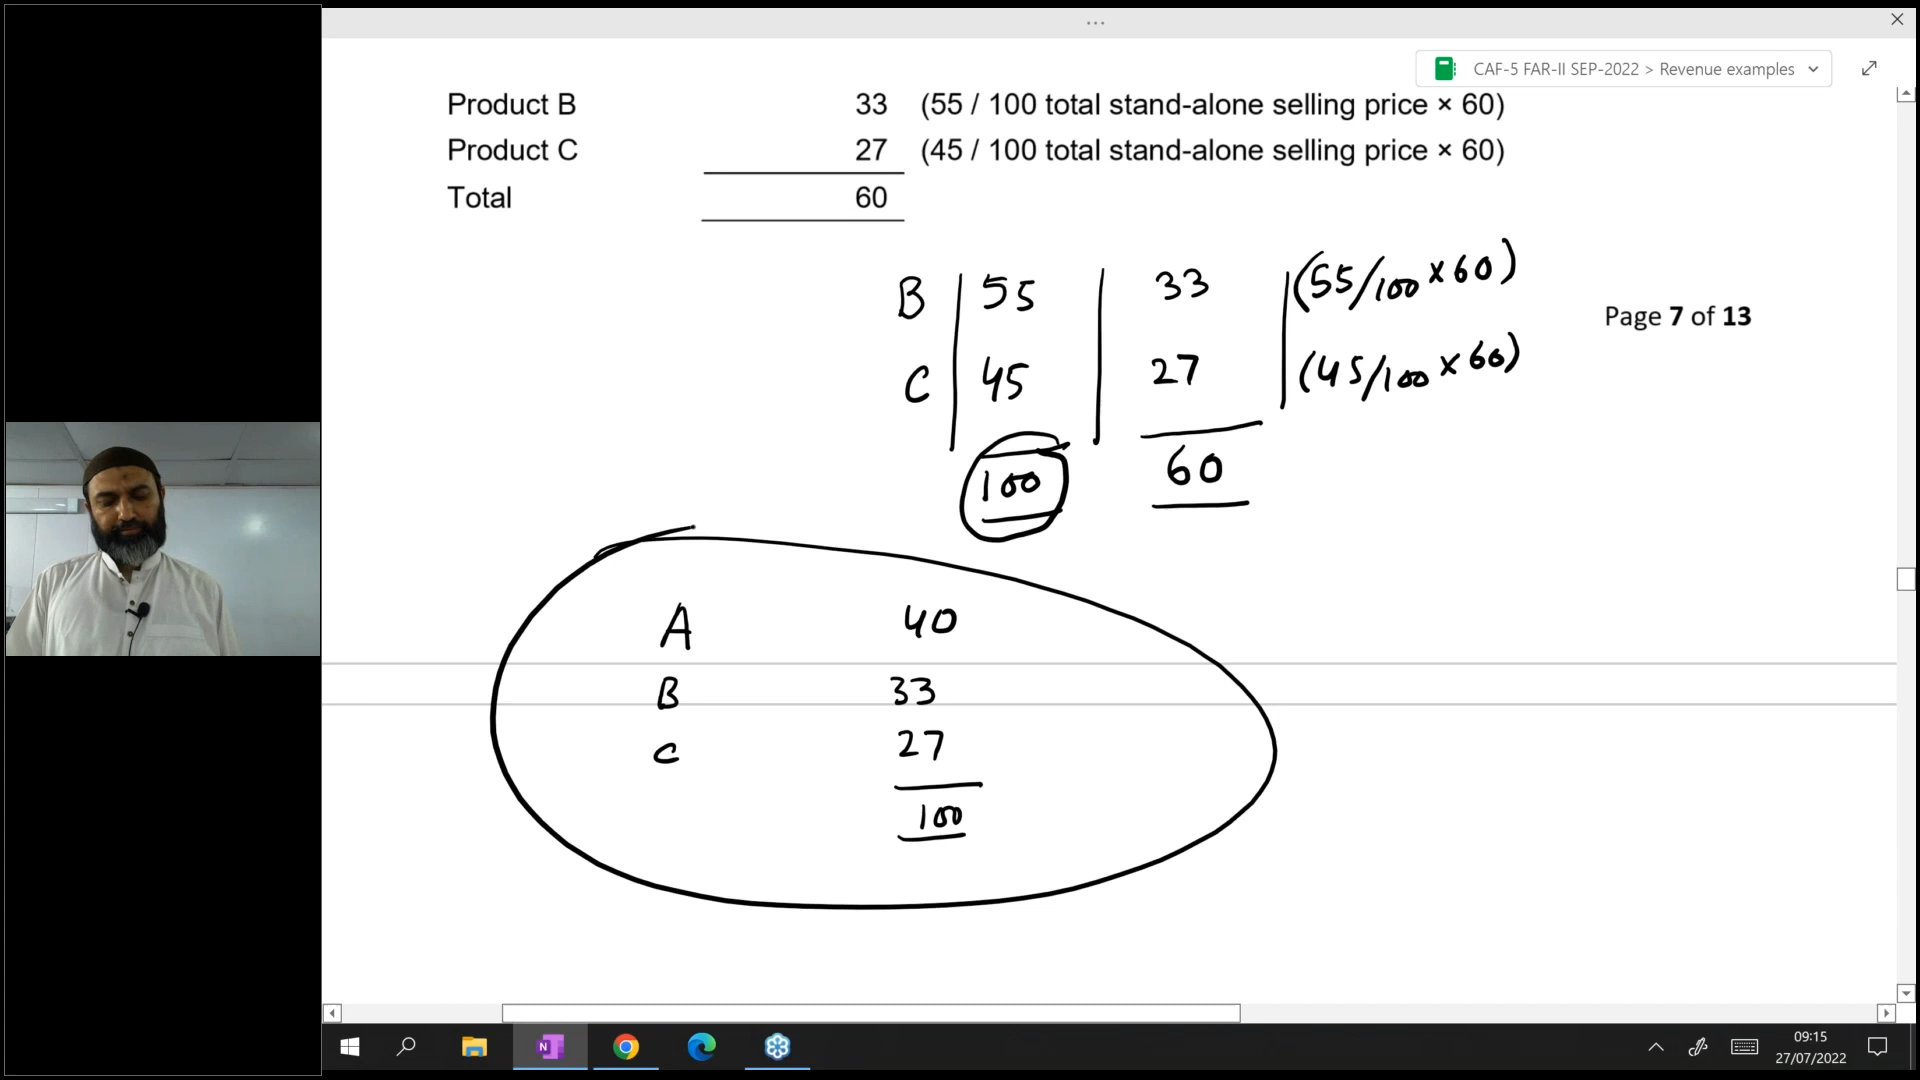 CAF-5 FAR-II SEP-2022 > Revenue examples
Product B 33 (55 / 100 total stand-alone selling price × 60)
Product C 27 (45 / 100 total stand-alone selling price × 60)
Total 60
B 55 33 (55/100 × 60)
Page 7 of 13
C 45 27 (45/100 × 60)
100 60
A 40
B 33
C 27
100
09:15
27/07/2022